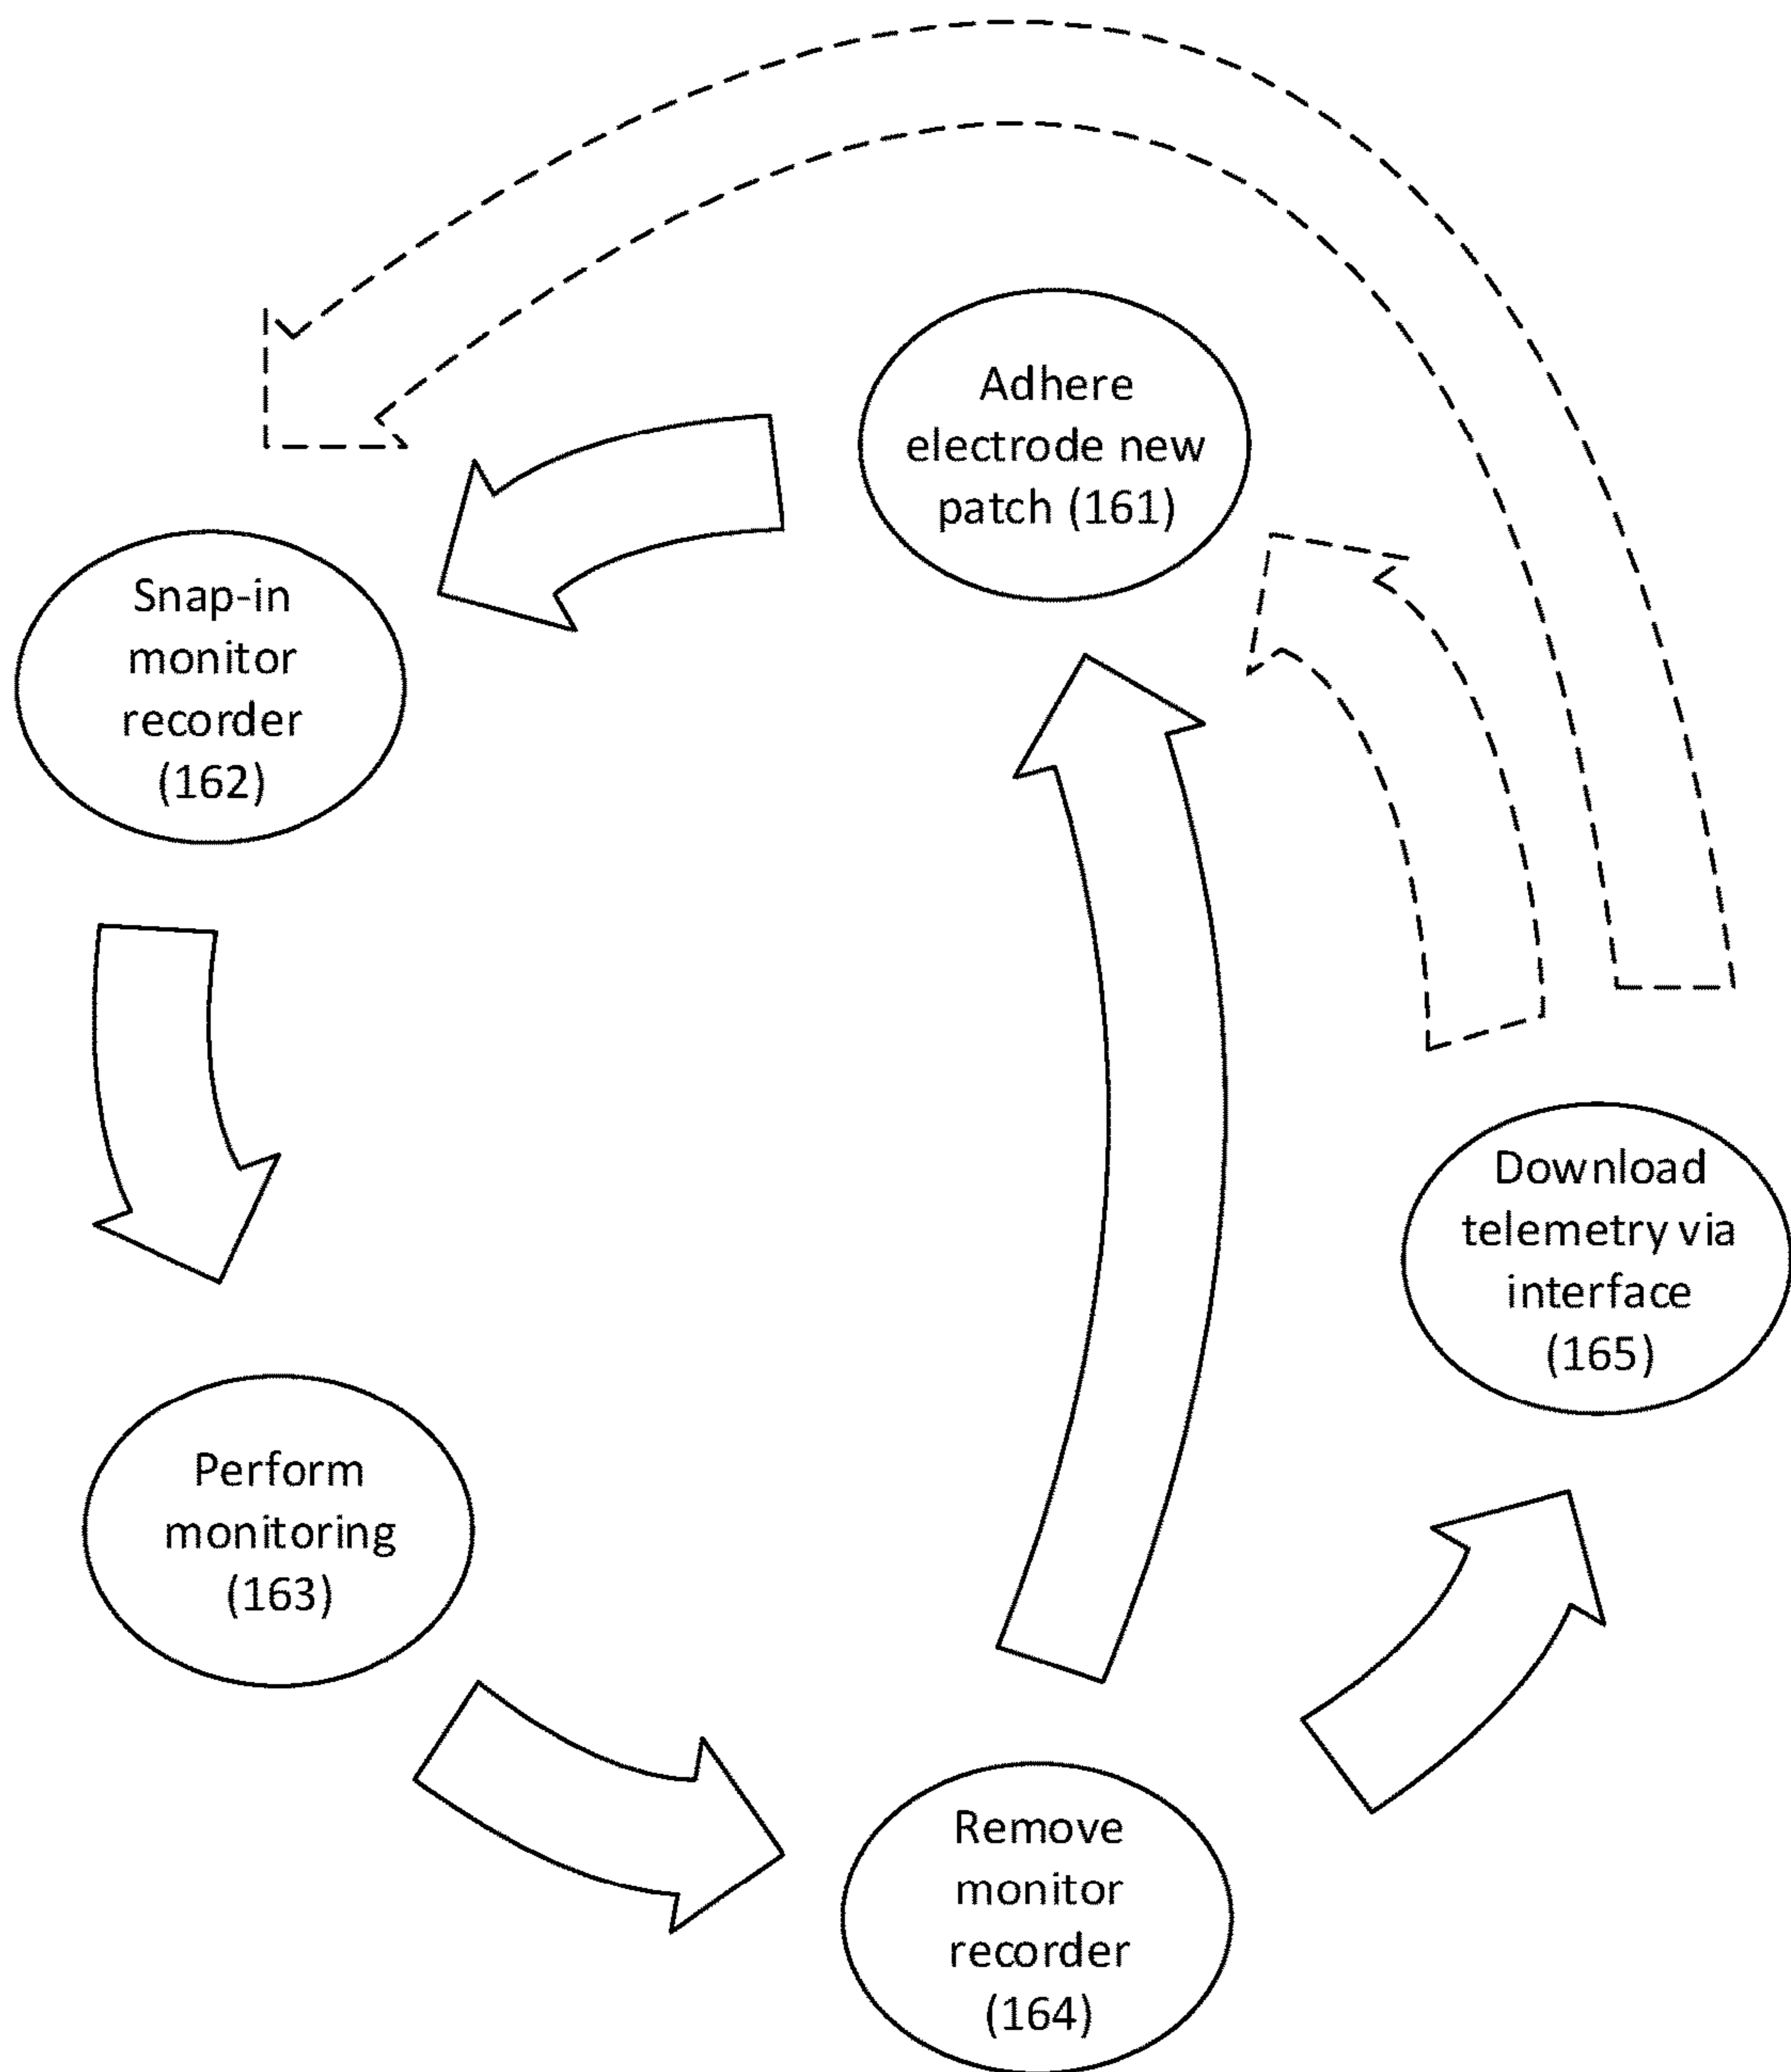 Adhere
electrode new
patch (161)
Snap-in
monitor
recorder
(162)
Download
telemetry via
interface
(165)
Perform
monitoring
(163)
Remove
monitor
recorder
(164)